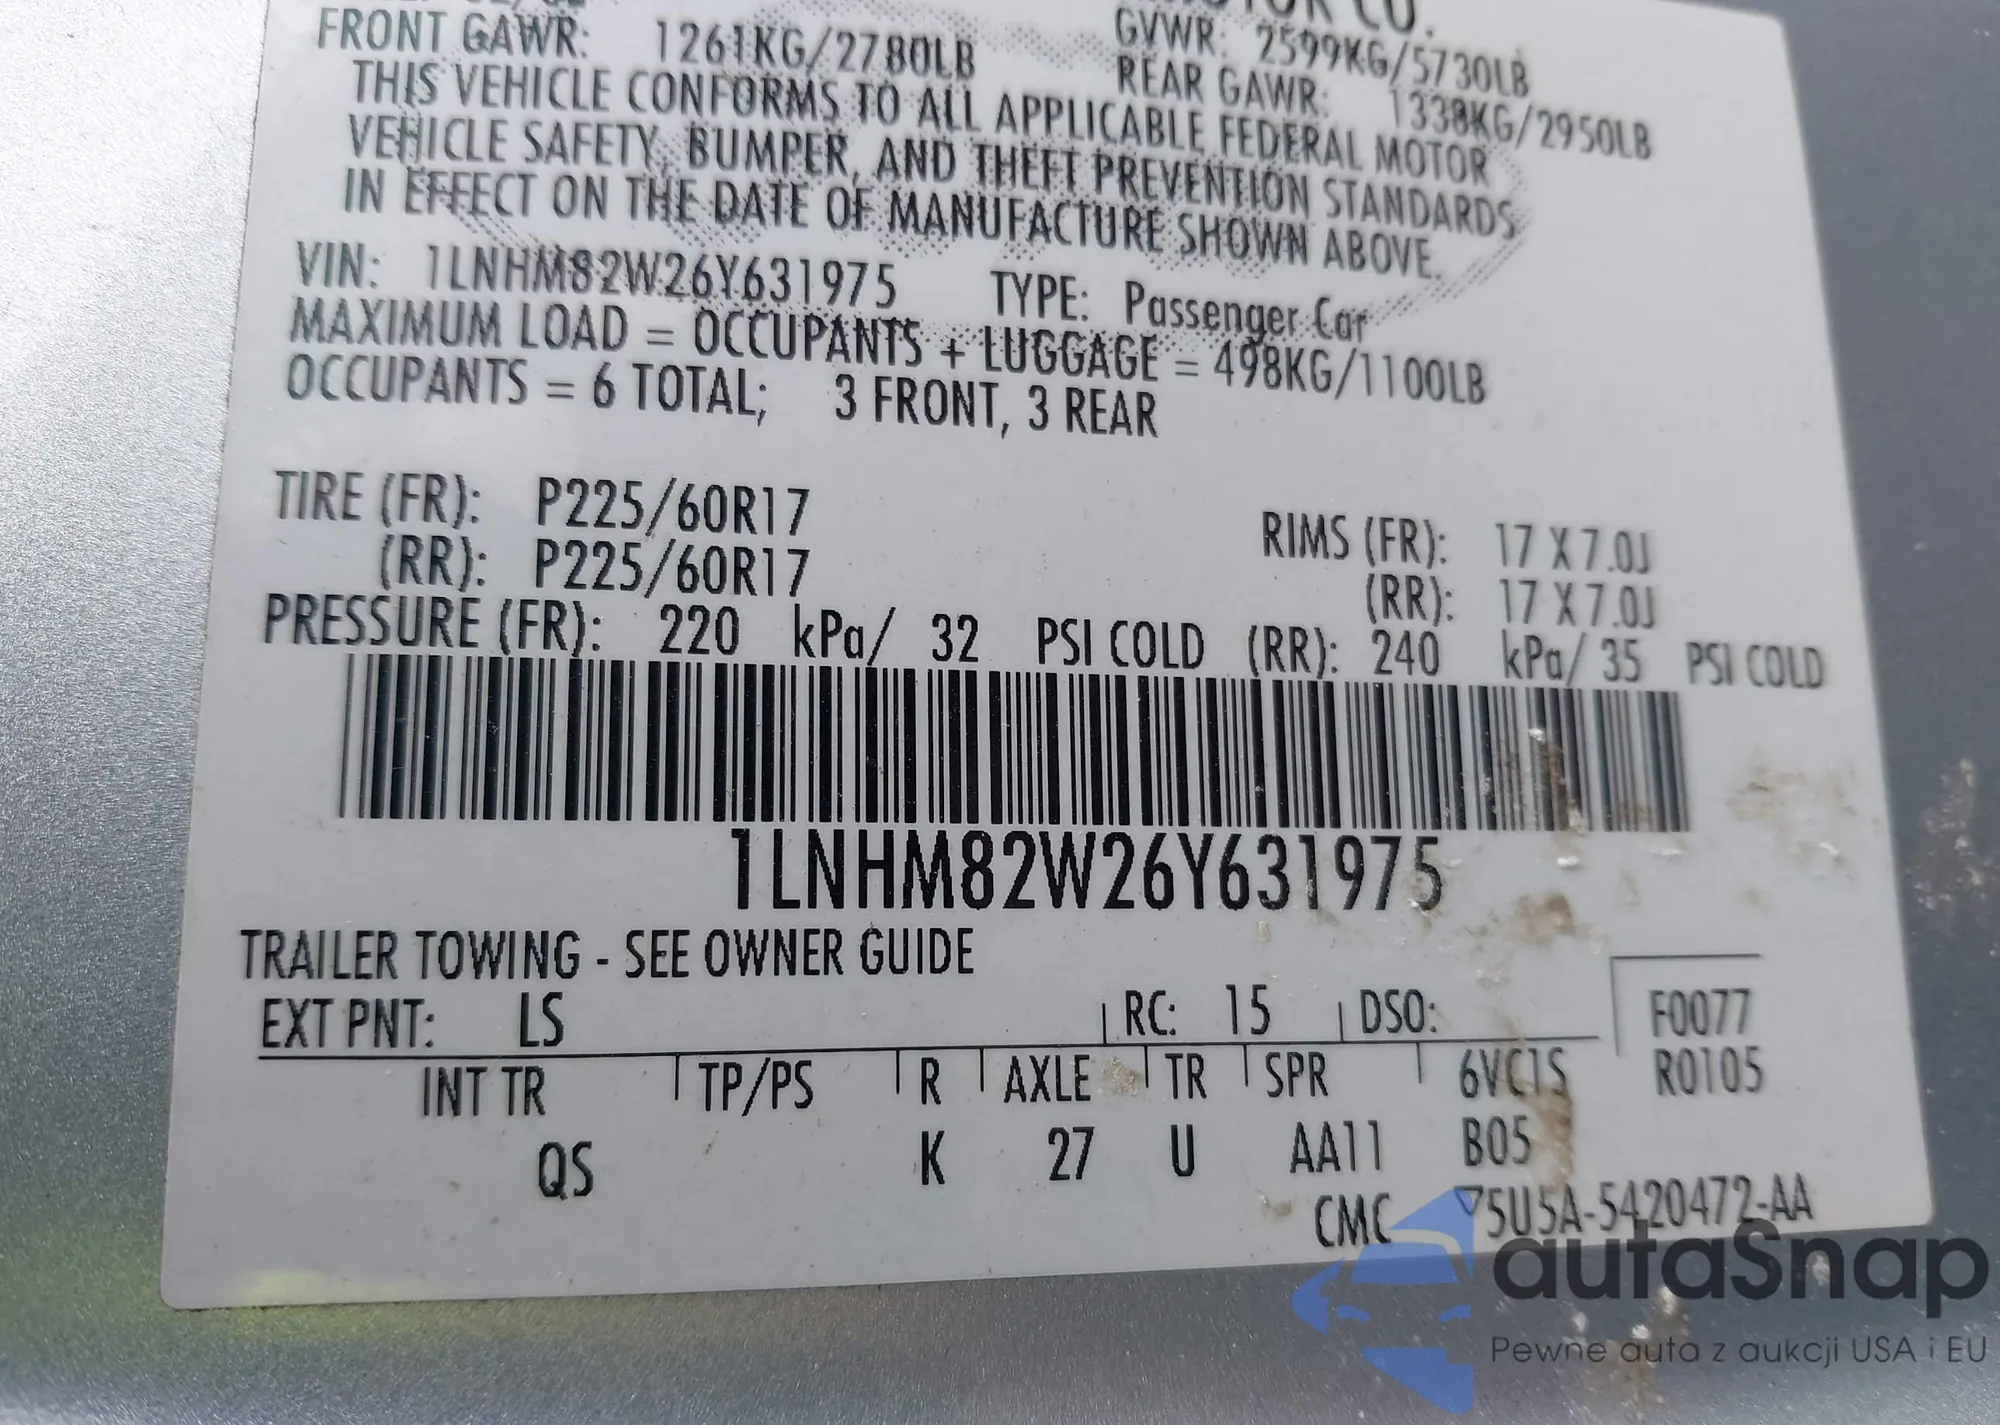 MOTOR CO.
FRONT GAWR: 1261KG/2780LB GVWR: 2599KG/5730LB
REAR GAWR: 1338KG/2950LB
THIS VEHICLE CONFORMS TO ALL APPLICABLE FEDERAL MOTOR
VEHICLE SAFETY, BUMPER, AND THEFT PREVENTION STANDARDS
IN EFFECT ON THE DATE OF MANUFACTURE SHOWN ABOVE.
VIN: 1LNHM82W26Y631975 TYPE: Passenger Car
MAXIMUM LOAD = OCCUPANTS + LUGGAGE = 498KG/1100LB
OCCUPANTS = 6 TOTAL; 3 FRONT, 3 REAR
TIRE (FR): P225/60R17 RIMS (FR): 17 X 7.0J
(RR): P225/60R17 (RR): 17 X 7.0J
PRESSURE (FR): 220 kPa/ 32 PSI COLD (RR): 240 kPa/ 35 PSI COLD
1LNHM82W26Y631975
TRAILER TOWING - SEE OWNER GUIDE
EXT PNT: LS RC: 15 DSO: F0077
INT TR TP/PS R AXLE TR SPR 6VC1S R0105
QS K 27 U AA11 B05
CMC 5U5A-5420472-AA
autaSnap
Pewne auta z aukcji USA i EU